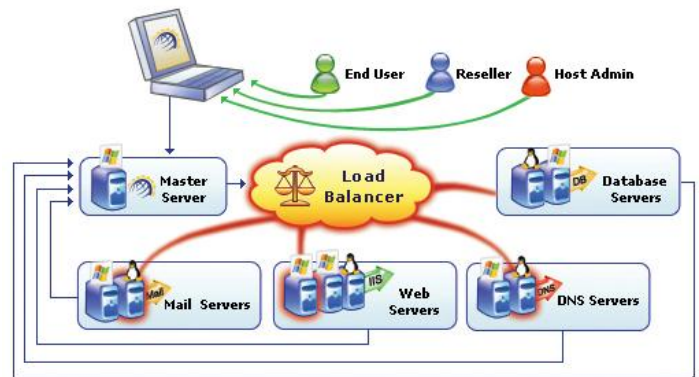 End User
Reseller
Host Admin
Master
Server
Load
Balancer
DB
Database
Servers
Mail
Mail Servers
IIS
Web
Servers
DNS
DNS Servers